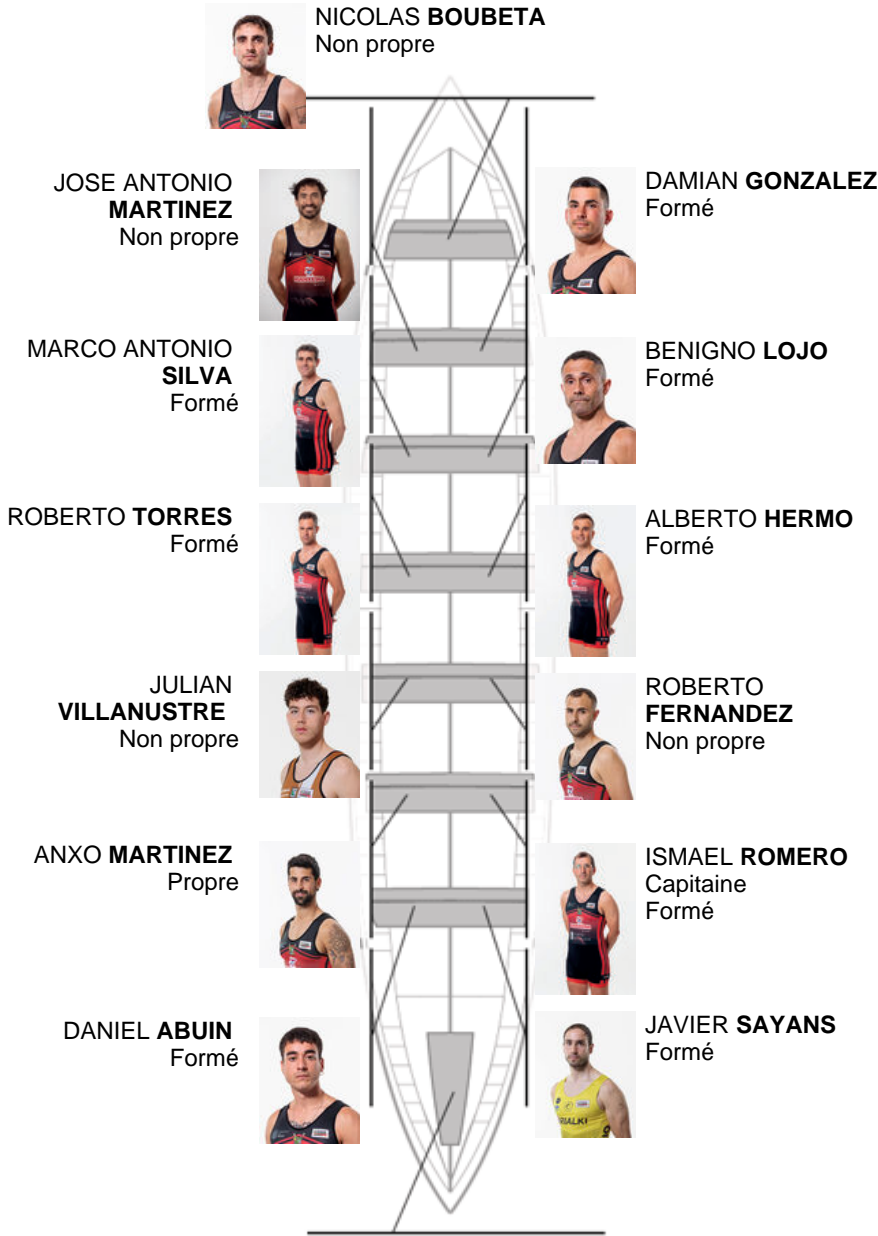 NICOLAS BOUBETA
Non propre
JOSE ANTONIO
MARTINEZ
Non propre
DAMIAN GONZALEZ
Formé
MARCO ANTONIO
SILVA
Formé
BENIGNO LOJO
Formé
ROBERTO TORRES
Formé
ALBERTO HERMO
Formé
JULIAN
VILLANUSTRE
Non propre
ROBERTO
FERNANDEZ
Non propre
ANXO MARTINEZ
Propre
ISMAEL ROMERO
Capitaine
Formé
DANIEL ABUIN
Formé
JAVIER SAYANS
Formé